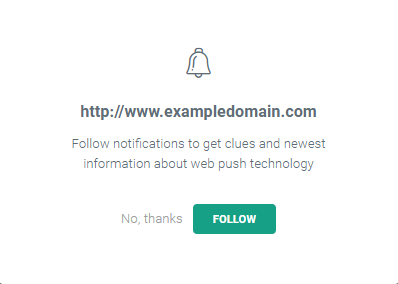 http://www.exampledomain.com
Follow notifications to get clues and newest
information about web push technology
No, thanks FOLLOW